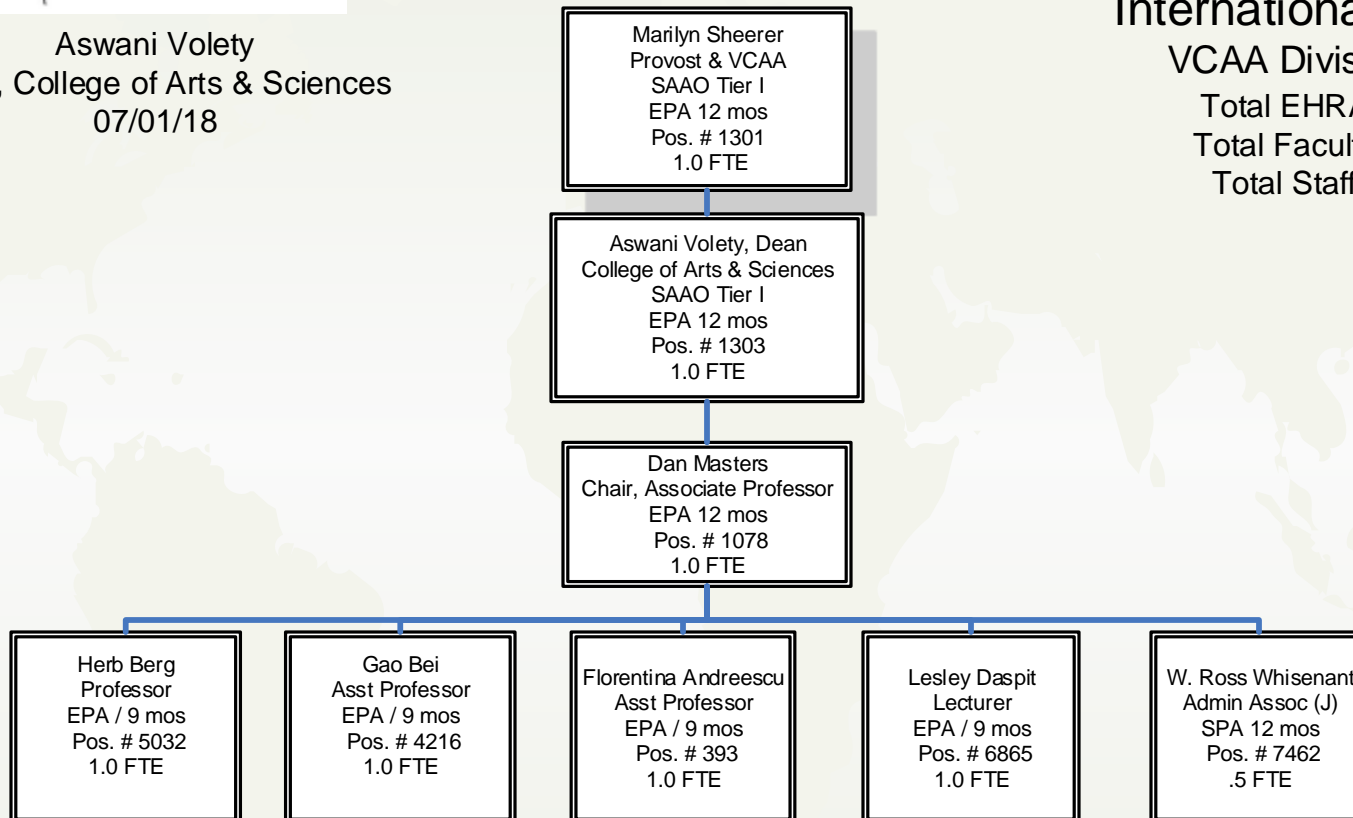 Aswani Volety
, College of Arts & Sciences
07/01/18
VCAA
Total
Total
Total Staff
Marilyn Sheerer
Provost & VCAA
SAAO Tier I
EPA 12 mos
Pos. # 1301
1.0 FTE
Aswani Volety, Dean
College of Arts & Sciences
SAAO Tier I
EPA 12 mos
Pos. # 1303
1.0 FTE
Dan Masters
Chair, Associate Professor
EPA 12 mos
Pos. # 1078
1.0 FTE
Herb Berg
Professor
EPA / 9 mos
Pos. # 5032
1.0 FTE
Gao Bei
Asst Professor
EPA / 9 mos
Pos. # 4216
1.0 FTE
Florentina Andreescu
Asst Professor
EPA / 9 mos
Pos. # 393
1.0 FTE
Lesley Daspit
Lecturer
EPA / 9 mos
Pos. # 6865
1.0 FTE
W. Ross Whisenant
Admin Assoc (J)
SPA 12 mos
Pos. # 7462
.5 FTE